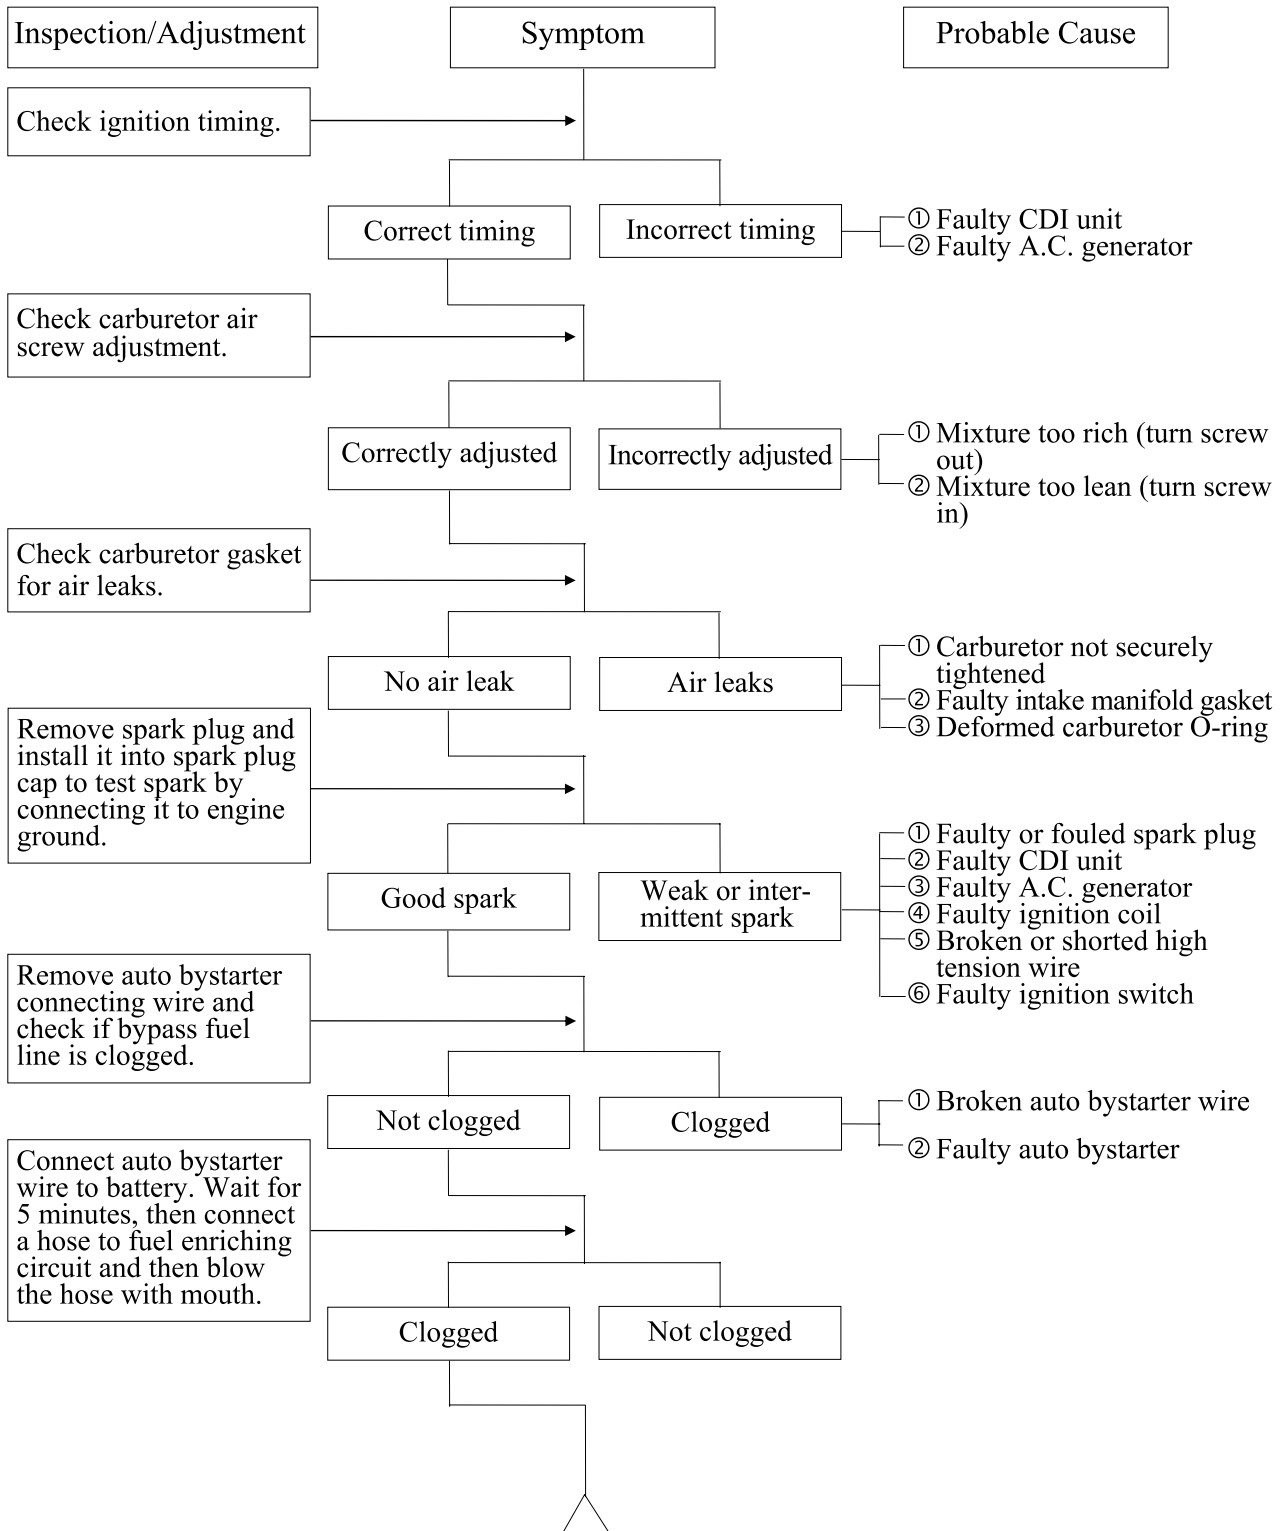 Inspection/Adjustment
Symptom
Probable Cause
Check ignition timing.
Correct timing
Incorrect timing
① Faulty CDI unit
② Faulty A.C. generator
Check carburetor air
screw adjustment.
Correctly adjusted
Incorrectly adjusted
① Mixture too rich (turn screw
out)
② Mixture too lean (turn screw
in)
Check carburetor gasket
for air leaks.
No air leak
Air leaks
① Carburetor not securely
tightened
② Faulty intake manifold gasket
③ Deformed carburetor O-ring
Remove spark plug and
install it into spark plug
cap to test spark by
connecting it to engine
ground.
Good spark
Weak or inter-
mittent spark
① Faulty or fouled spark plug
② Faulty CDI unit
③ Faulty A.C. generator
④ Faulty ignition coil
⑤ Broken or shorted high
tension wire
⑥ Faulty ignition switch
Remove auto bystarter
connecting wire and
check if bypass fuel
line is clogged.
Not clogged
Clogged
① Broken auto bystarter wire
② Faulty auto bystarter
Connect auto bystarter
wire to battery. Wait for
5 minutes, then connect
a hose to fuel enriching
circuit and then blow
the hose with mouth.
Clogged
Not clogged